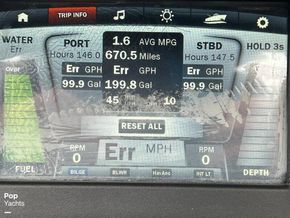 TRIP INFO
WATER
Err
over
PORT
Hours 146.0
1.6 AVG MPG
670.5 Miles
STBD
Hours 147.5
HOLD 3s
Err GPH
Err
Err GPH
99.9 Gal
199.8 Gal
99.9 Gal
45
10
RESET ALL
Err MPH
RPM
0
RPM
0
FUEL
DEPTH
BILGE
BLWR
INT LT
Pop
Yachts